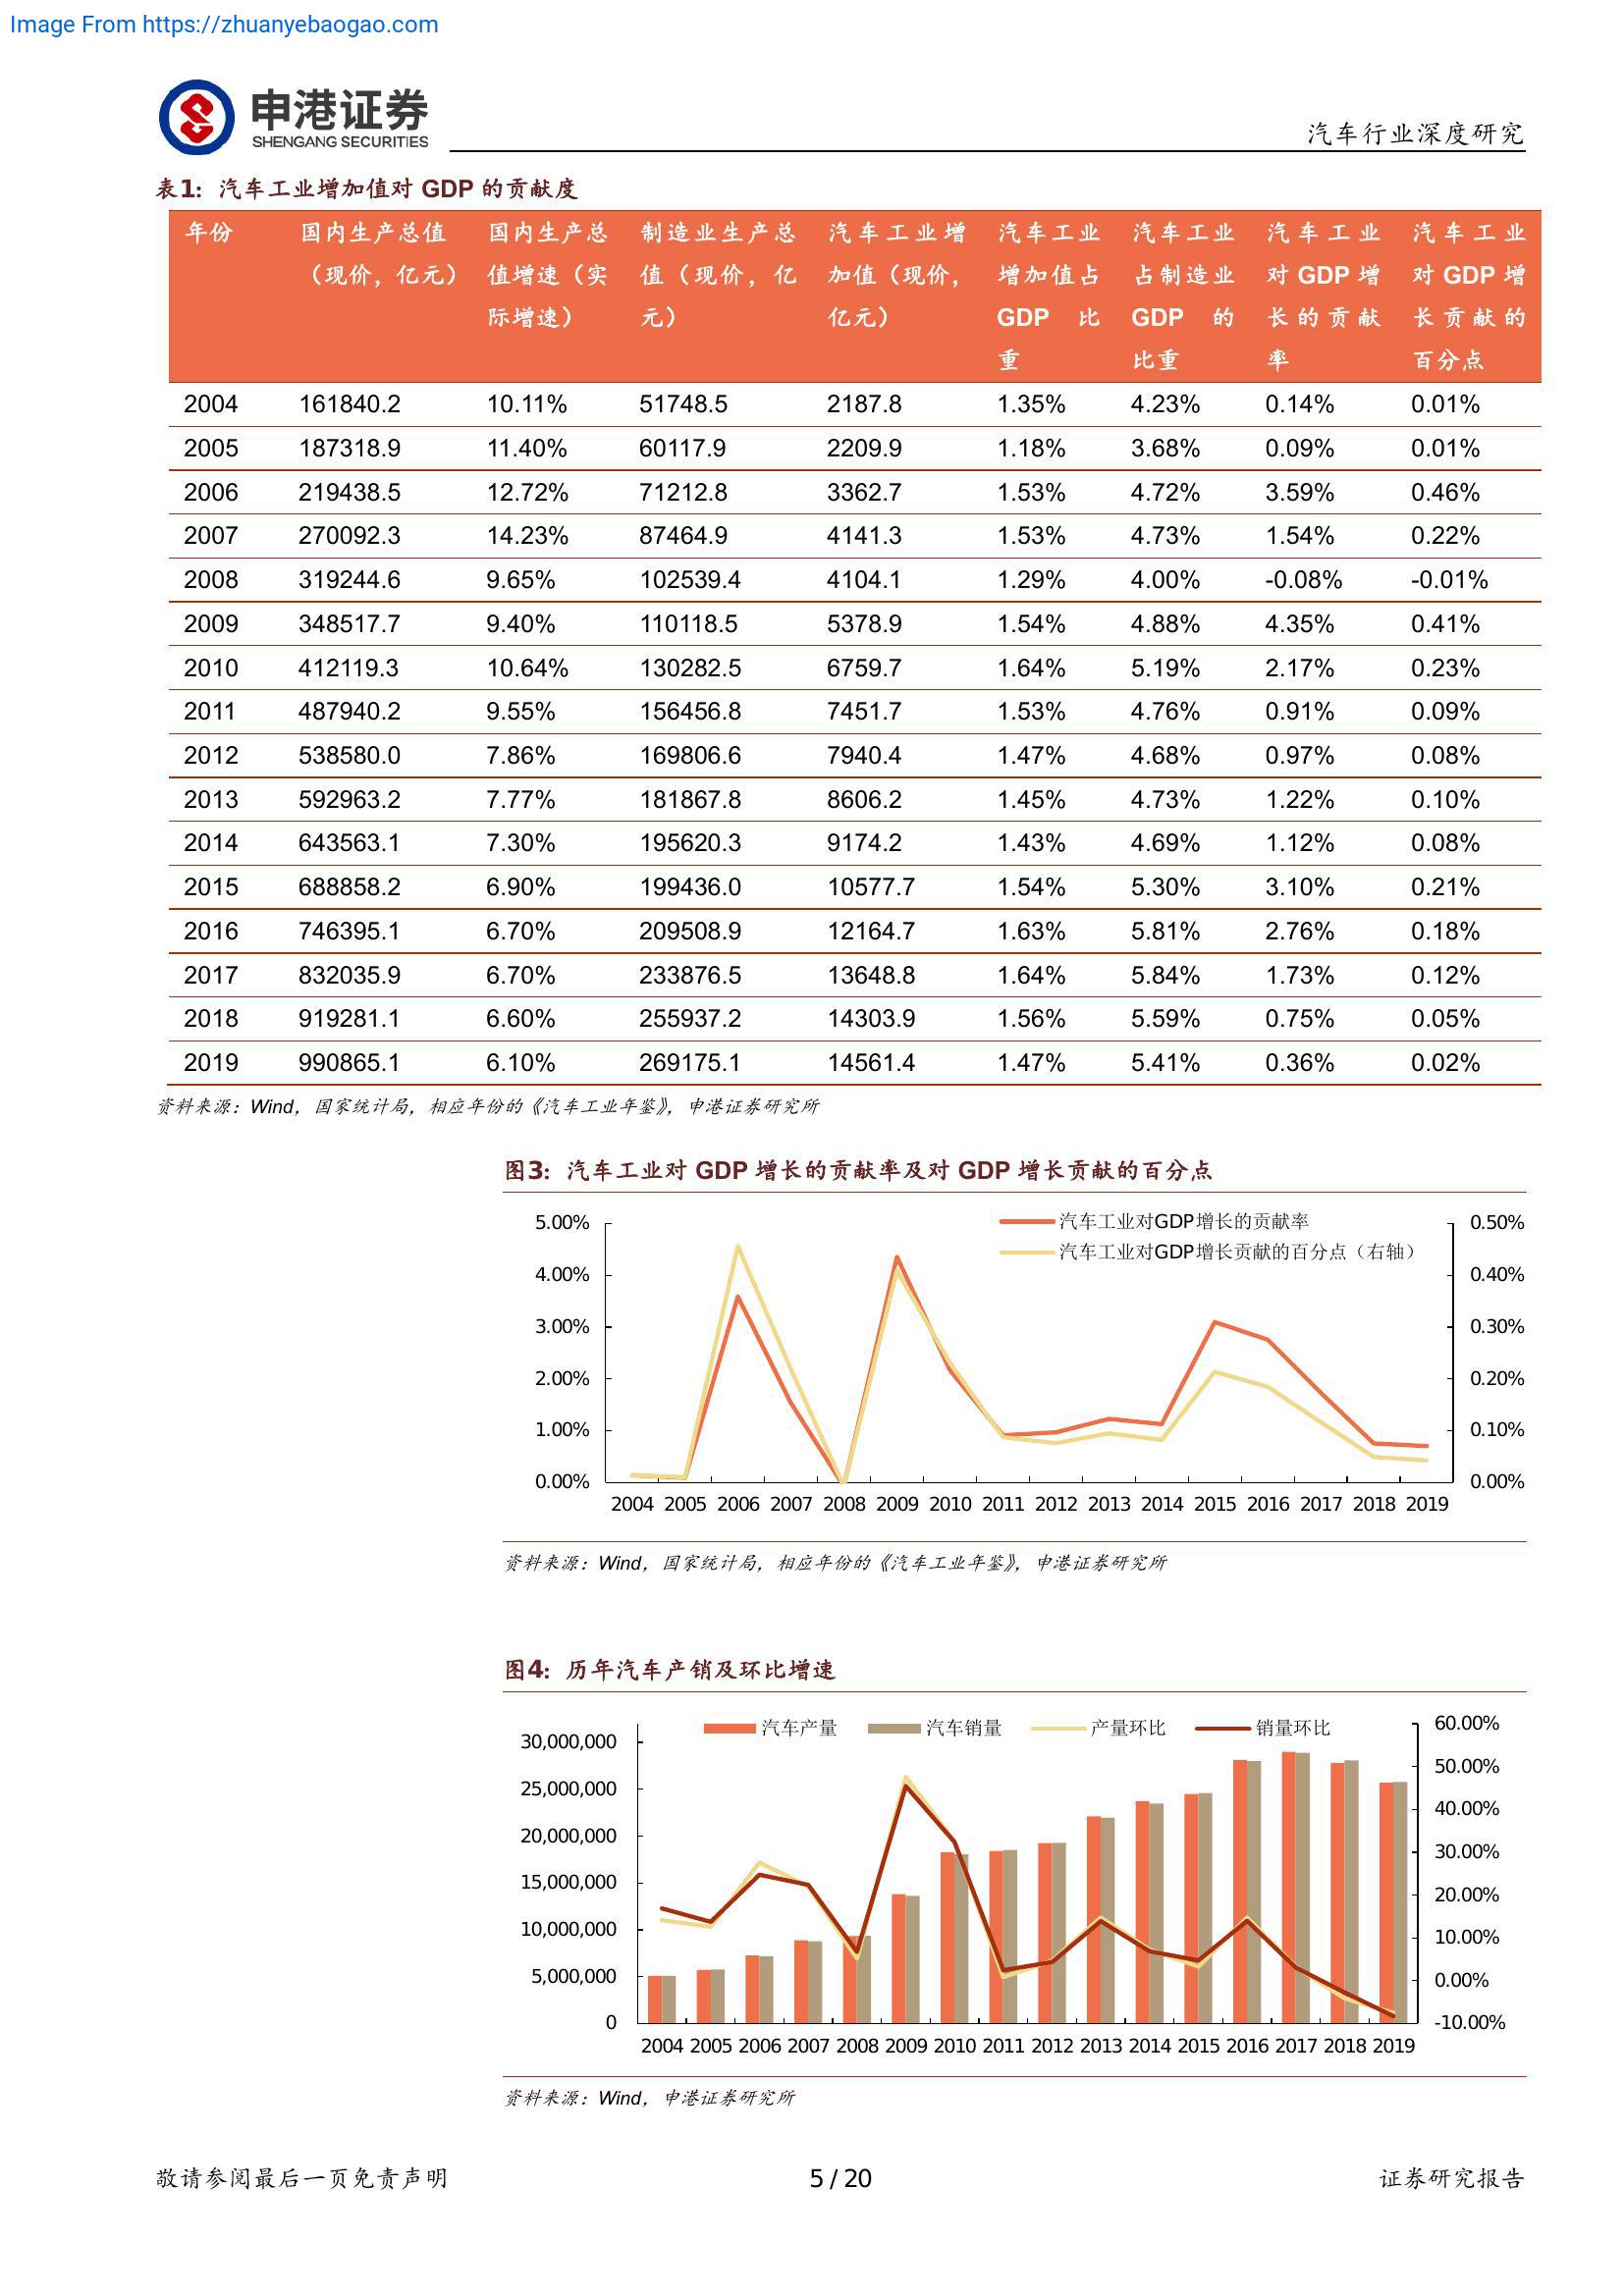 Image From https://zhuanyebaogao.com
申港证券
SHENGANG SECURITIES
汽车行业深度研究
表1：汽车工业增加值对 GDP 的贡献度
年份 国内生产总值（现价，亿元） 国内生产总值增速（实际增速） 制造业生产总值（现价，亿元） 汽车工业增加值（现价，亿元） 汽车工业增加值占 GDP 比重 汽车工业占制造业 GDP 的比重 汽车工业对 GDP 增长的贡献率 汽车工业对 GDP 增长贡献的百分点
2004 161840.2 10.11% 51748.5 2187.8 1.35% 4.23% 0.14% 0.01%
2005 187318.9 11.40% 60117.9 2209.9 1.18% 3.68% 0.09% 0.01%
2006 219438.5 12.72% 71212.8 3362.7 1.53% 4.72% 3.59% 0.46%
2007 270092.3 14.23% 87464.9 4141.3 1.53% 4.73% 1.54% 0.22%
2008 319244.6 9.65% 102539.4 4104.1 1.29% 4.00% -0.08% -0.01%
2009 348517.7 9.40% 110118.5 5378.9 1.54% 4.88% 4.35% 0.41%
2010 412119.3 10.64% 130282.5 6759.7 1.64% 5.19% 2.17% 0.23%
2011 487940.2 9.55% 156456.8 7451.7 1.53% 4.76% 0.91% 0.09%
2012 538580.0 7.86% 169806.6 7940.4 1.47% 4.68% 0.97% 0.08%
2013 592963.2 7.77% 181867.8 8606.2 1.45% 4.73% 1.22% 0.10%
2014 643563.1 7.30% 195620.3 9174.2 1.43% 4.69% 1.12% 0.08%
2015 688858.2 6.90% 199436.0 10577.7 1.54% 5.30% 3.10% 0.21%
2016 746395.1 6.70% 209508.9 12164.7 1.63% 5.81% 2.76% 0.18%
2017 832035.9 6.70% 233876.5 13648.8 1.64% 5.84% 1.73% 0.12%
2018 919281.1 6.60% 255937.2 14303.9 1.56% 5.59% 0.75% 0.05%
2019 990865.1 6.10% 269175.1 14561.4 1.47% 5.41% 0.36% 0.02%
资料来源：Wind，国家统计局，相应年份的《汽车工业年鉴》，申港证券研究所
图3：汽车工业对 GDP 增长的贡献率及对 GDP 增长贡献的百分点
汽车工业对GDP增长的贡献率
汽车工业对GDP增长贡献的百分点（右轴）
5.00% 0.50%
4.00% 0.40%
3.00% 0.30%
2.00% 0.20%
1.00% 0.10%
0.00% 0.00%
2004 2005 2006 2007 2008 2009 2010 2011 2012 2013 2014 2015 2016 2017 2018 2019
资料来源：Wind，国家统计局，相应年份的《汽车工业年鉴》，申港证券研究所
图4：历年汽车产销及环比增速
汽车产量 汽车销量 产量环比 销量环比
30,000,000
25,000,000
20,000,000
15,000,000
10,000,000
5,000,000
0
60.00%
50.00%
40.00%
30.00%
20.00%
10.00%
0.00%
-10.00%
2004 2005 2006 2007 2008 2009 2010 2011 2012 2013 2014 2015 2016 2017 2018 2019
资料来源：Wind，申港证券研究所
敬请参阅最后一页免责声明 5 / 20 证券研究报告